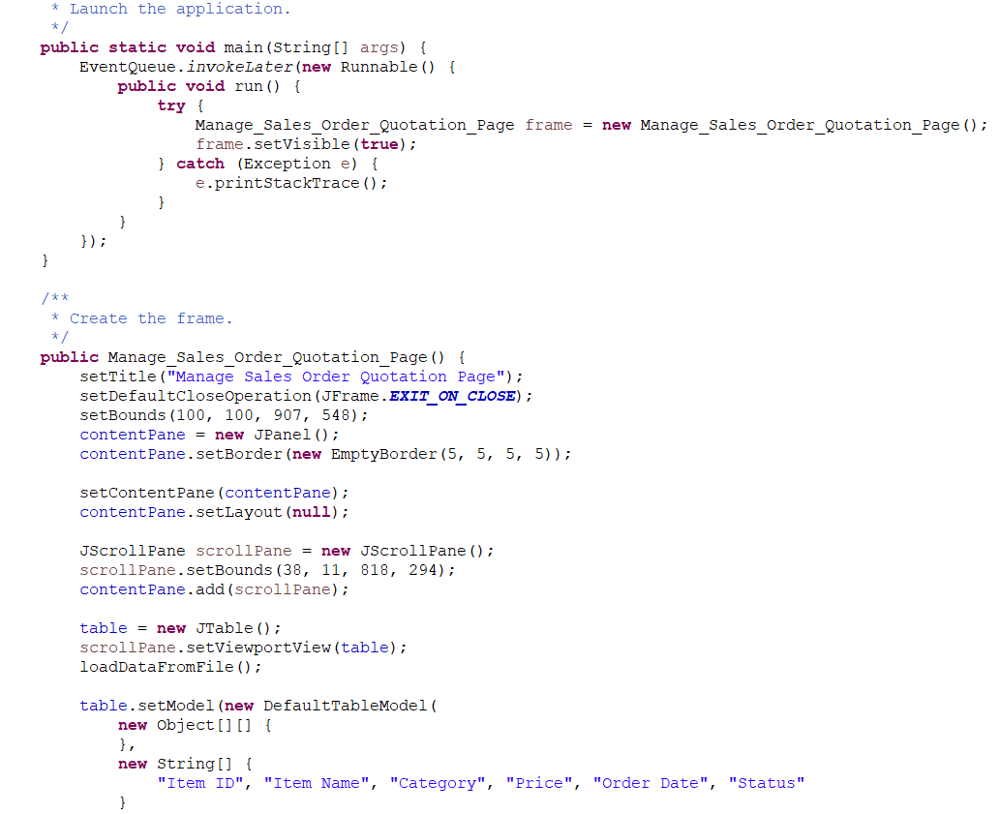 * Launch the application.
*/
public static void main(String[] args) {
EventQueue.invokeLater(new Runnable() {
public void run() {
try {
Manage_Sales_Order_Quotation_Page frame = new Manage_Sales_Order_Quotation_Page();
frame.setVisible(true);
} catch (Exception e) {
e.printStackTrace();
}
}
});
}
/**
* Create the frame.
*/
public Manage_Sales_Order_Quotation_Page() {
setTitle("Manage Sales Order Quotation Page");
setDefaultCloseOperation(JFrame.EXIT_ON_CLOSE);
setBounds(100, 100, 907, 548);
contentPane = new JPanel();
contentPane.setBorder(new EmptyBorder(5, 5, 5, 5));
setContentPane(contentPane);
contentPane.setLayout(null);
JScrollPane scrollPane = new JScrollPane();
scrollPane.setBounds(38, 11, 818, 294);
contentPane.add(scrollPane);
table = new JTable();
scrollPane.setViewportView(table);
loadDataFromFile();
table.setModel(new DefaultTableModel(
new Object[][] {
},
new String[] {
"Item ID", "Item Name", "Category", "Price", "Order Date", "Status"
}